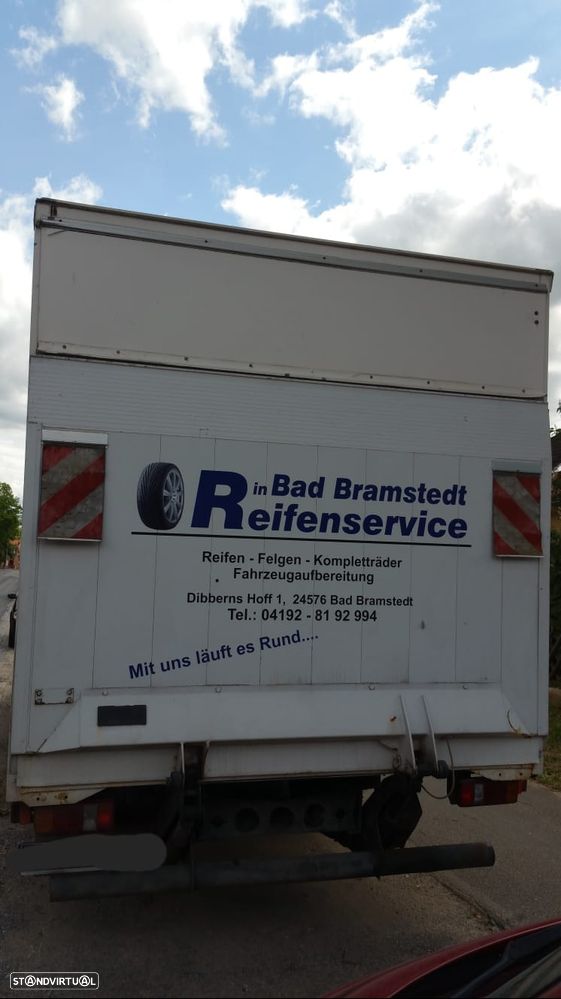 in Bad Bramstedt
Reifenservice
Reifen - Felgen - Kompletträder
Fahrzeugaufbereitung
Dibberns Hoff 1, 24576 Bad Bramstedt
Tel.: 04192 - 81 92 994
Mit uns läuft es Rund....
STANDVIRTUAL